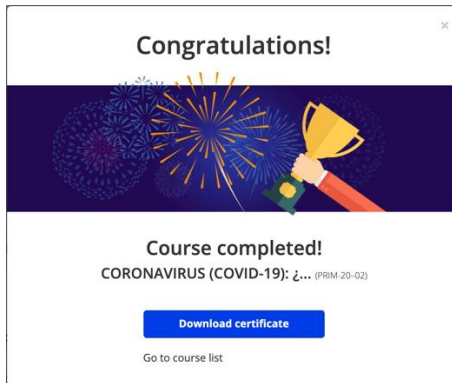 ×
Congratulations!
Course completed!
CORONAVIRUS (COVID-19): ¿... (PRIM-20-02)
Download certificate
Go to course list